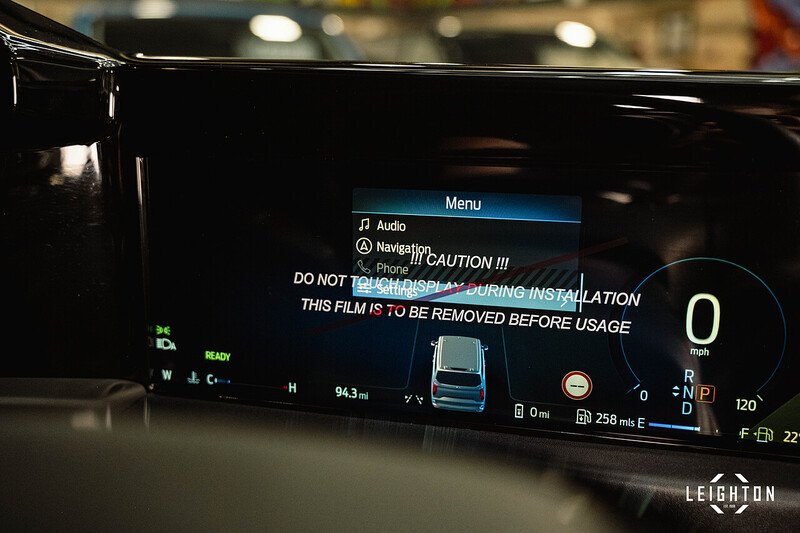 Menu
Audio
Navigation
Phone
Settings
!!! CAUTION !!!
DO NOT TOUCH DISPLAY DURING INSTALLATION
THIS FILM IS TO BE REMOVED BEFORE USAGE
0
mph
READY
R
N P
D
0
120
W
C H
94.3 mi
0 mi
258 mls
E
F
22°
LEIGHTON